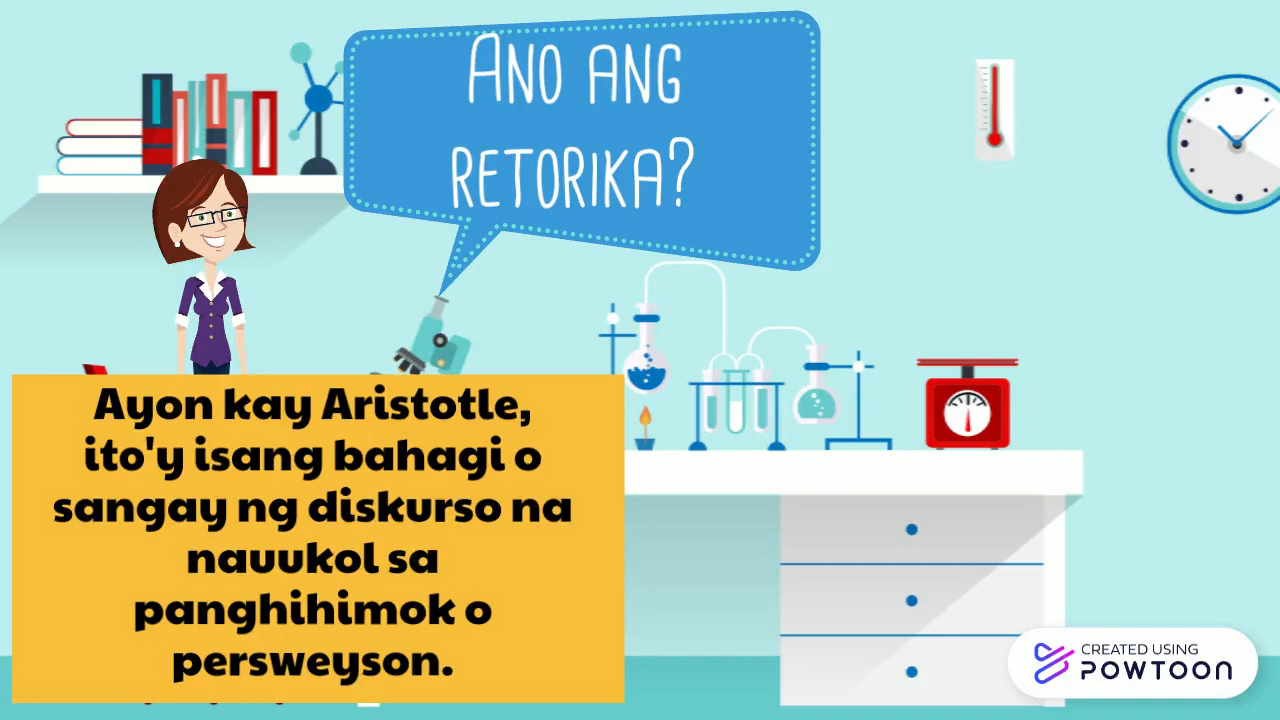 ANO ANG
RETORIKA?
Ayon kay Aristotle,
ito'y isang bahagi o
sangay ng diskurso na
nauukol sa
panghihimok o
persweyson.
CREATED USING
POWTOON